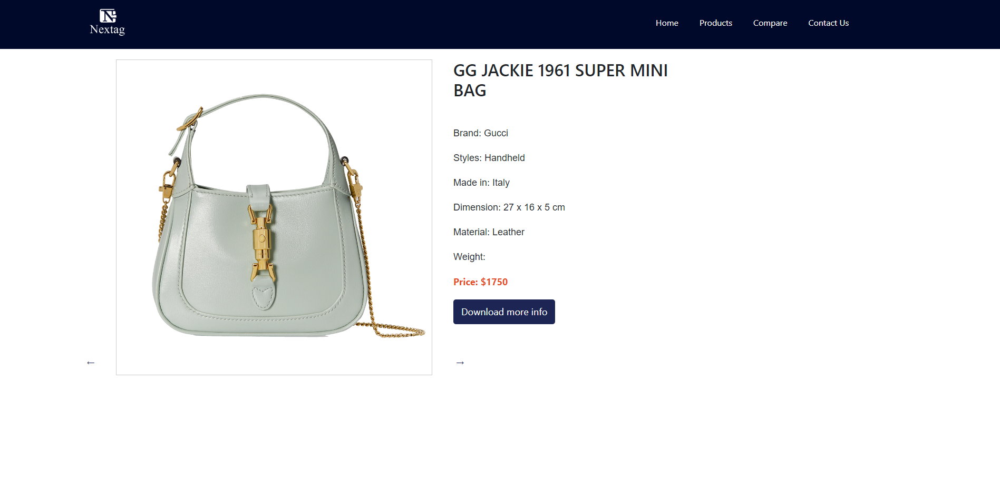 N
Nextag
Home
Products
Compare
Contact Us
GG JACKIE 1961 SUPER MINI
BAG
Brand: Gucci
Styles: Handheld
Made in: Italy
Dimension: 27 x 16 x 5 cm
Material: Leather
Weight:
Price: $1750
Download more info
←
→